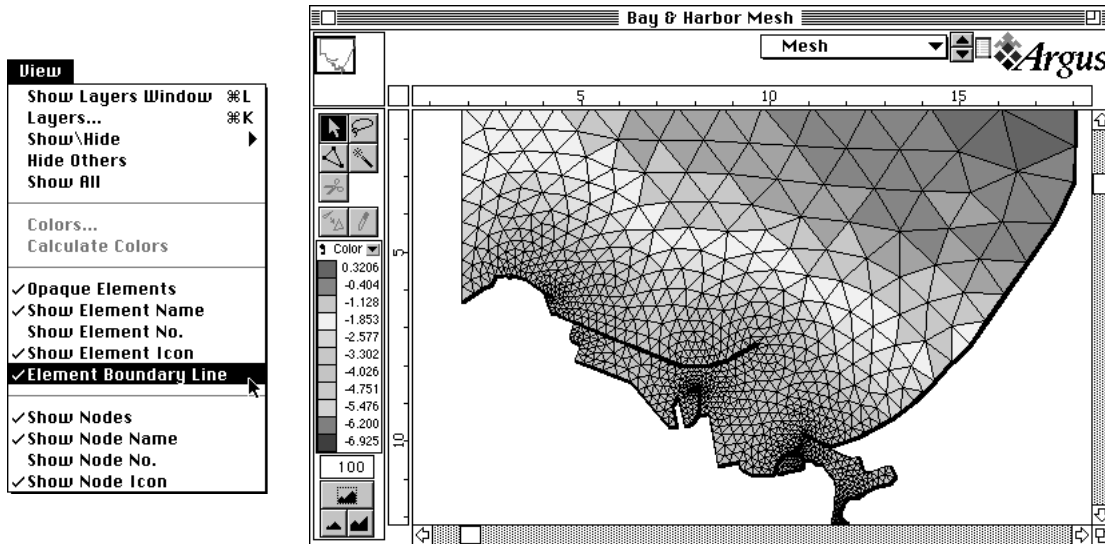 View
Show Layers Window ⌘L
Layers... ⌘K
Show\Hide
Hide Others
Show All
Colors...
Calculate Colors
✓Opaque Elements
✓Show Element Name
Show Element No.
✓Show Element Icon
✓Element Boundary Line
✓Show Nodes
✓Show Node Name
Show Node No.
✓Show Node Icon
Bay & Harbor Mesh
Mesh
Argus
5 10 15
5
10
Color
0.3206
-0.404
-1.128
-1.853
-2.577
-3.302
-4.026
-4.751
-5.476
-6.200
-6.925
100